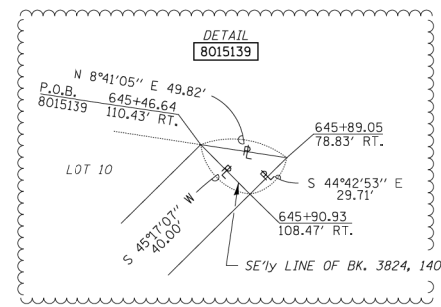 DETAIL
8015139
N 8°41'05" E 49.82'
P.O.B.
8015139
645+46.64
110.43' RT.
645+89.05
78.83' RT.
LOT 10
S 44°42'53" E
29.71'
S 45°17'07" W
40.00'
645+90.93
108.47' RT.
SE'ly LINE OF BK. 3824, 140